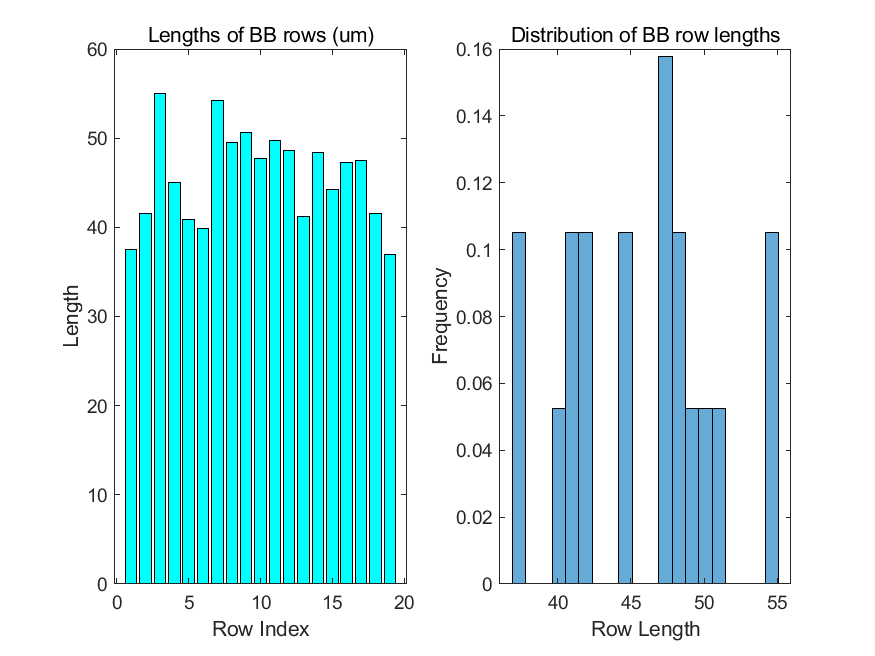 Lengths of BB rows (um)
60
50
40
30
20
10
0
Length
0 5 10 15 20
Row Index
Distribution of BB row lengths
0.16
0.14
0.12
0.1
0.08
0.06
0.04
0.02
0
Frequency
40 45 50 55
Row Length